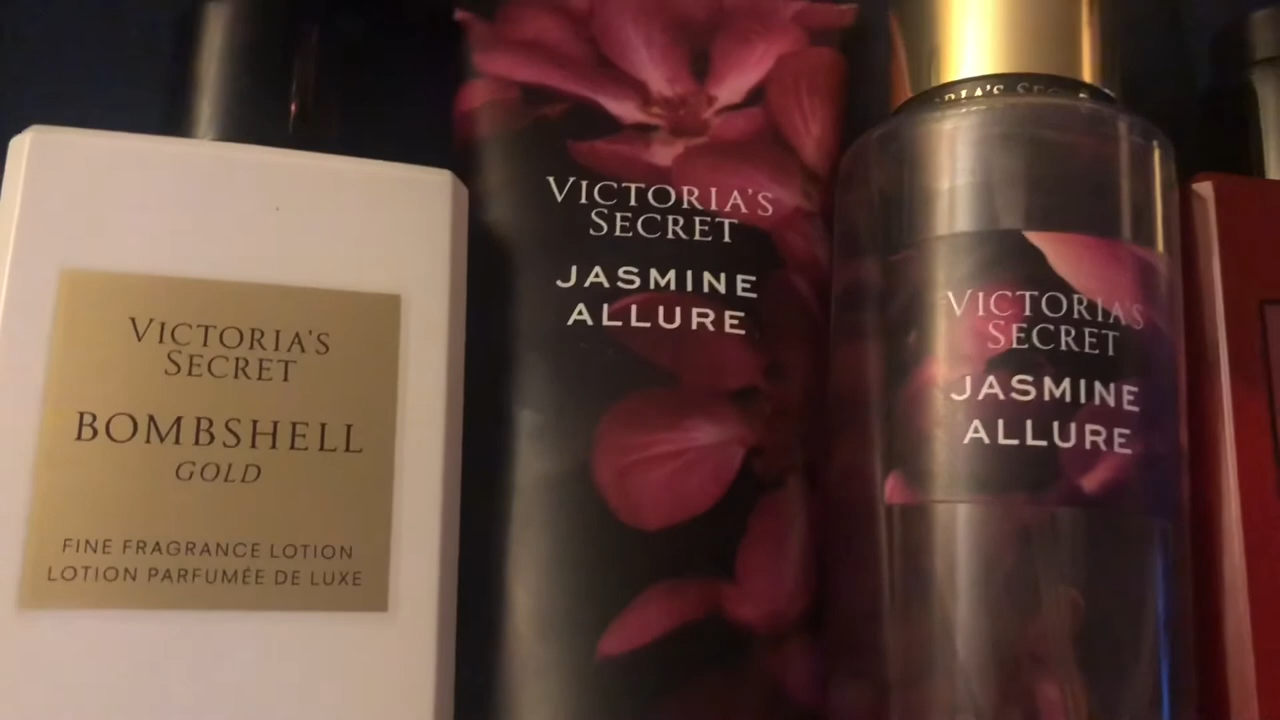 VICTORIA'S
SECRET
BOMBSHELL
GOLD
FINE FRAGRANCE LOTION
LOTION PARFUMÉE DE LUXE
VICTORIA'S
SECRET
JASMINE
ALLURE
VICTORIA'S
SECRET
JASMINE
ALLURE